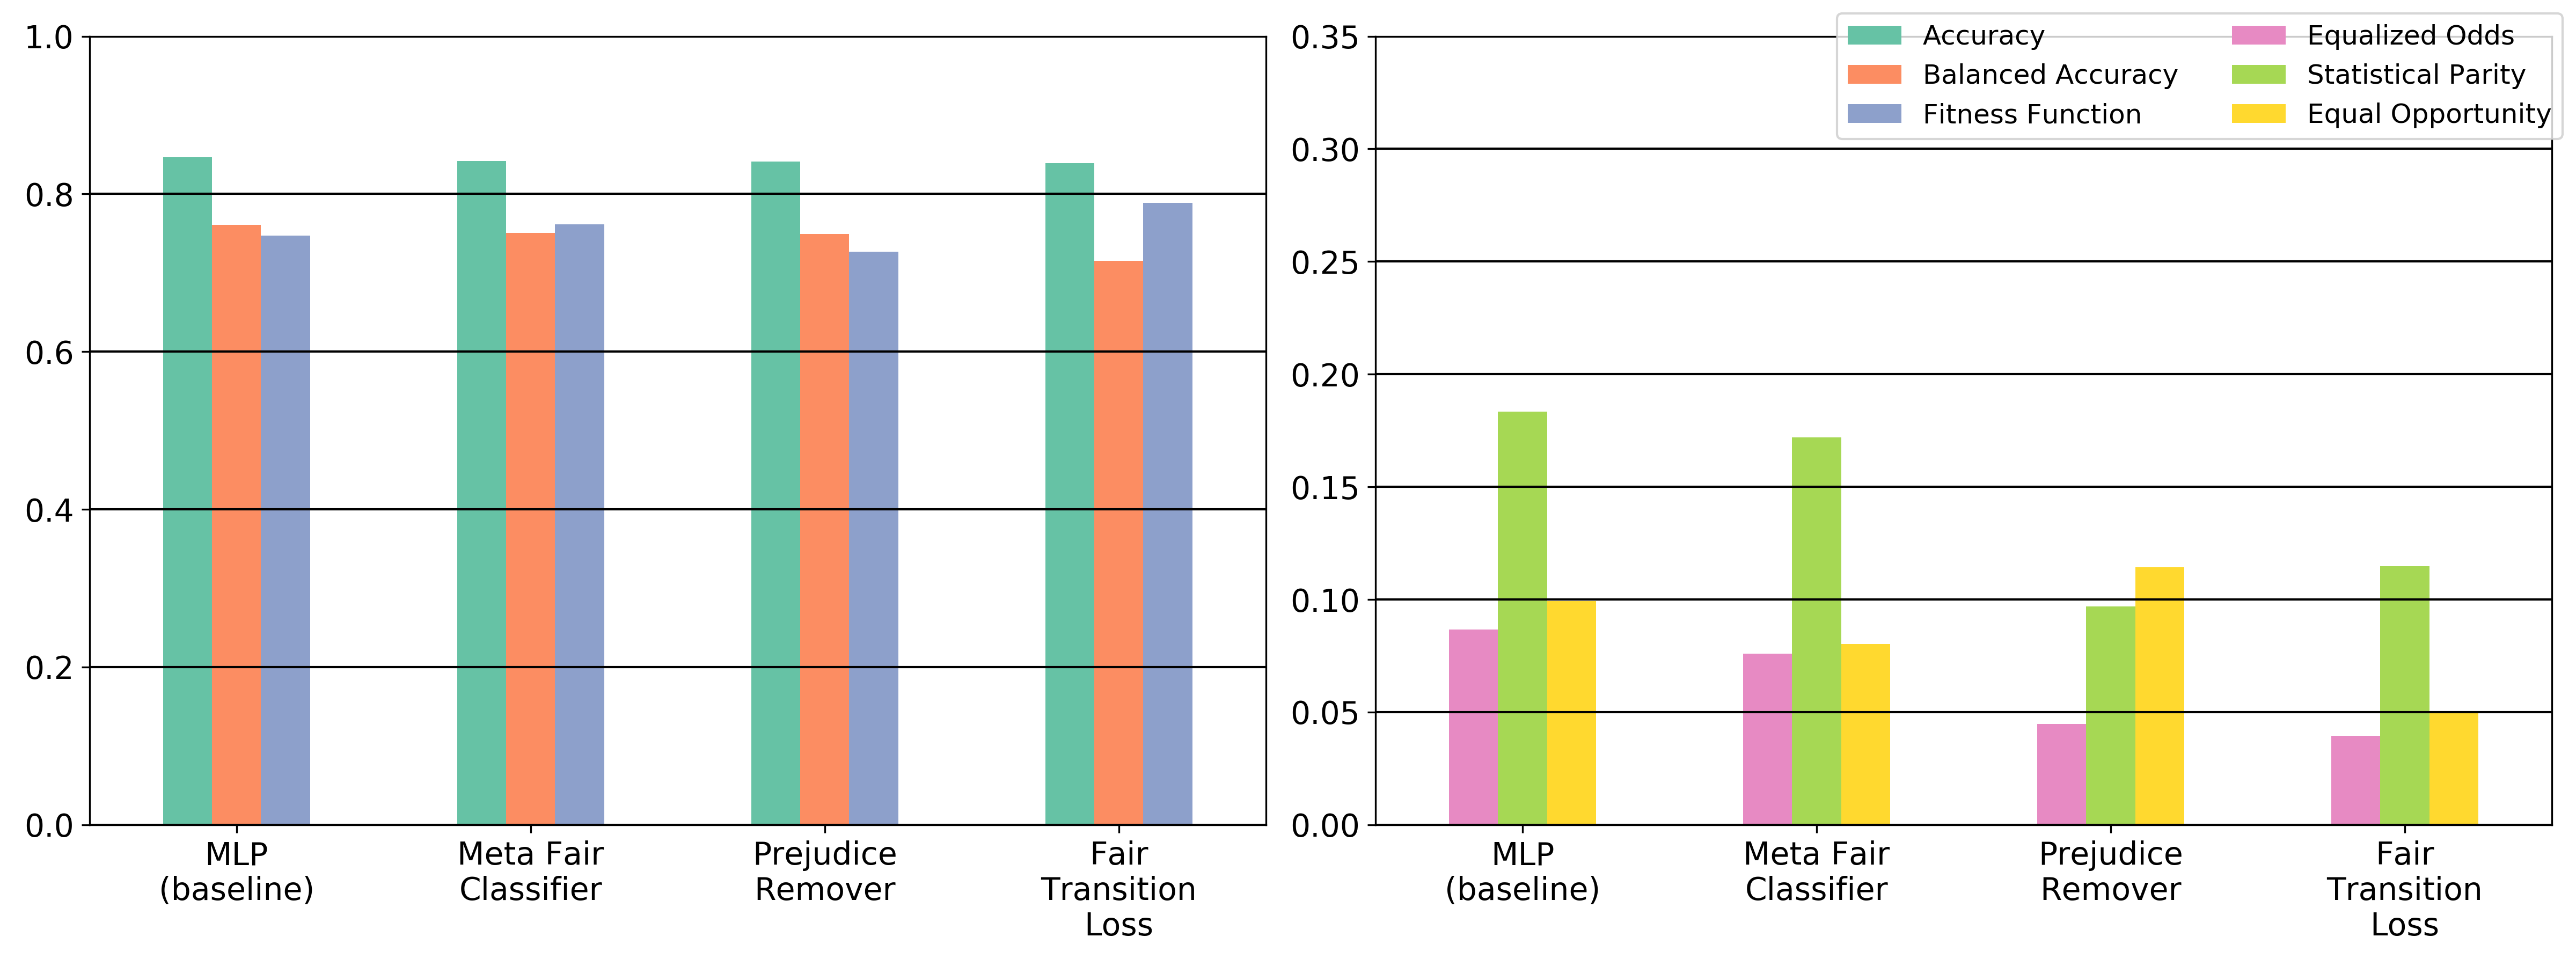 1.0
0.8
0.6
0.4
0.2
0.0
MLP
(baseline)
Meta Fair
Classifier
Prejudice
Remover
Fair
Transition
Loss
0.35
0.30
0.25
0.20
0.15
0.10
0.05
0.00
MLP
(baseline)
Meta Fair
Classifier
Prejudice
Remover
Fair
Transition
Loss
Accuracy
Balanced Accuracy
Fitness Function
Equalized Odds
Statistical Parity
Equal Opportunity